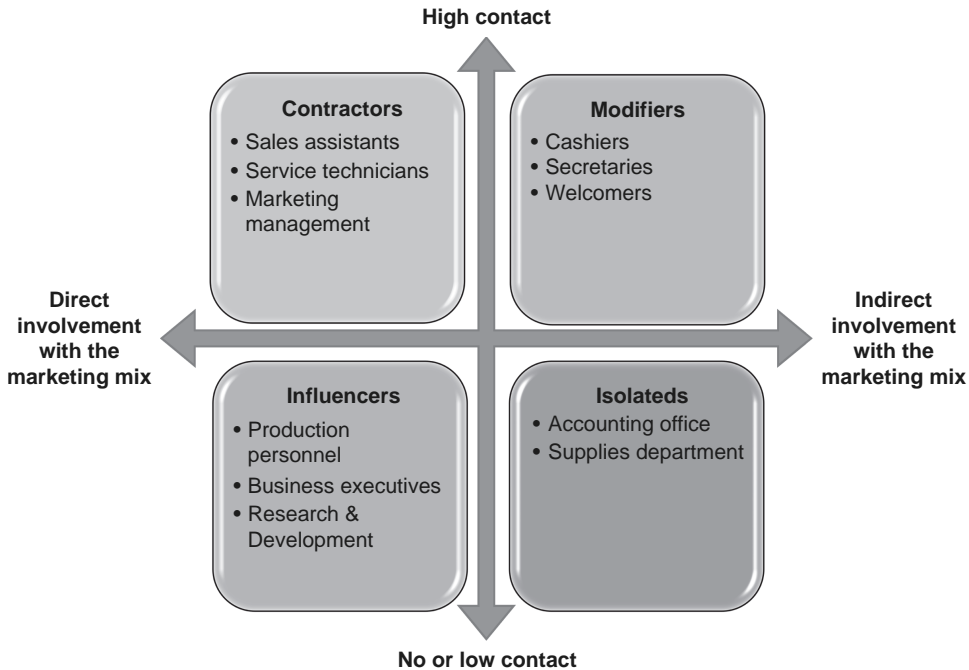 High contact
Contractors
• Sales assistants
• Service technicians
• Marketing
management
Modifiers
• Cashiers
• Secretaries
• Welcomers
Direct
involvement
with the
marketing mix
Indirect
involvement
with the
marketing mix
Influencers
• Production
personnel
• Business executives
• Research &
Development
Isolateds
• Accounting office
• Supplies department
No or low contact